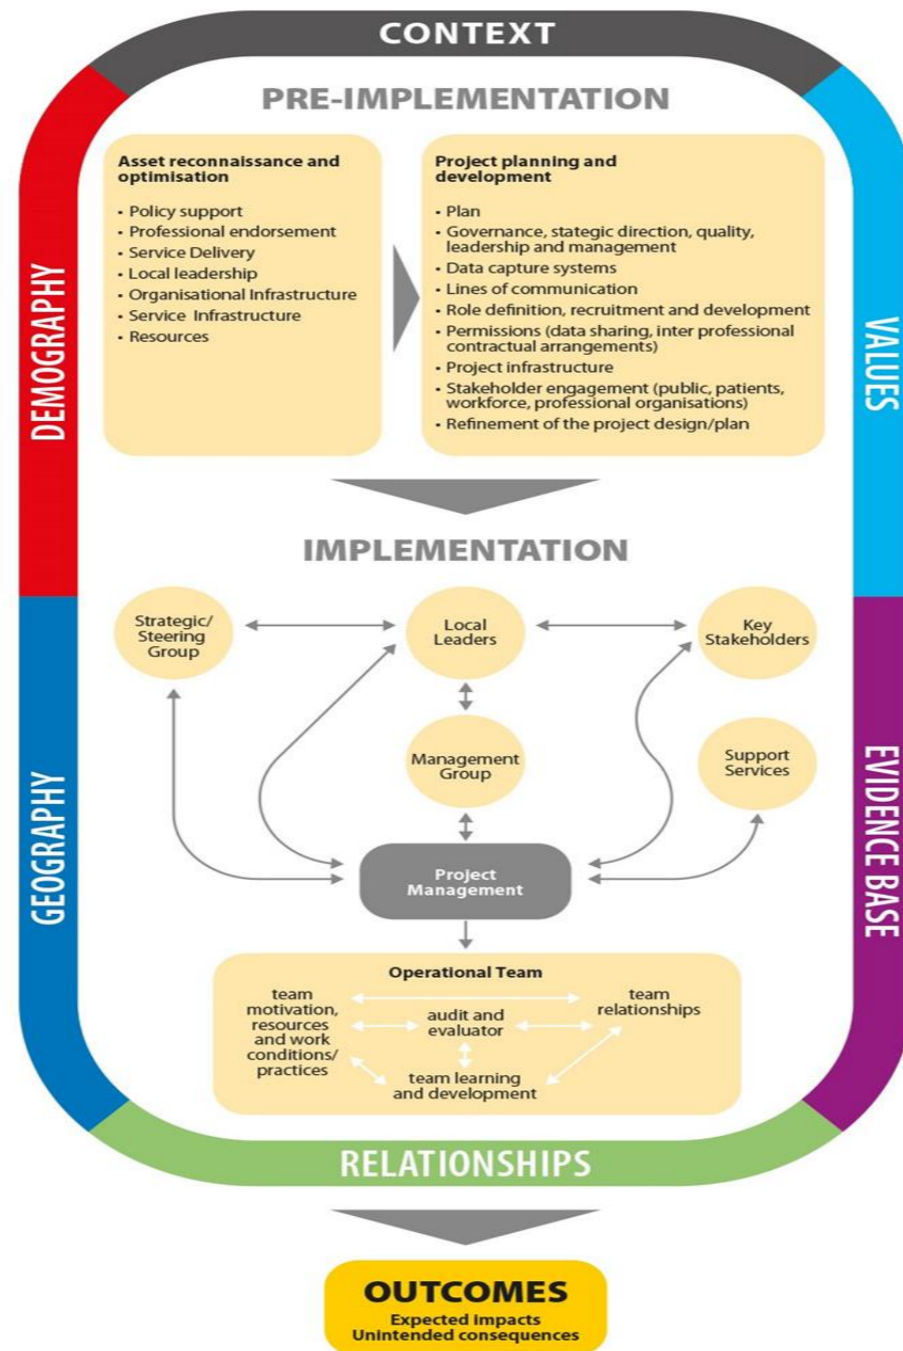 CONTEXT
PRE-IMPLEMENTATION
Asset reconnaissance and
optimisation
• Policy support
• Professional endorsement
• Service Delivery
• Local leadership
• Organisational Infrastructure
• Service Infrastructure
• Resources
Project planning and
development
• Plan
• Governance, stategic direction, quality,
leadership and management
• Data capture systems
• Lines of communication
• Role definition, recruitment and development
• Permissions (data sharing, inter professional
contractual arrangements)
• Project infrastructure
• Stakeholder engagement (public, patients,
workforce, professional organisations)
• Refinement of the project design/plan
DEMOGRAPHY
VALUES
IMPLEMENTATION
Strategic/
Steering
Group
Local
Leaders
Key
Stakeholders
Management
Group
Support
Services
GEOGRAPHY
EVIDENCE BASE
Project
Management
Operational Team
team
motivation,
resources
and work
conditions/
practices
audit and
evaluator
team
relationships
team learning
and development
RELATIONSHIPS
OUTCOMES
Expected impacts
Unintended consequences